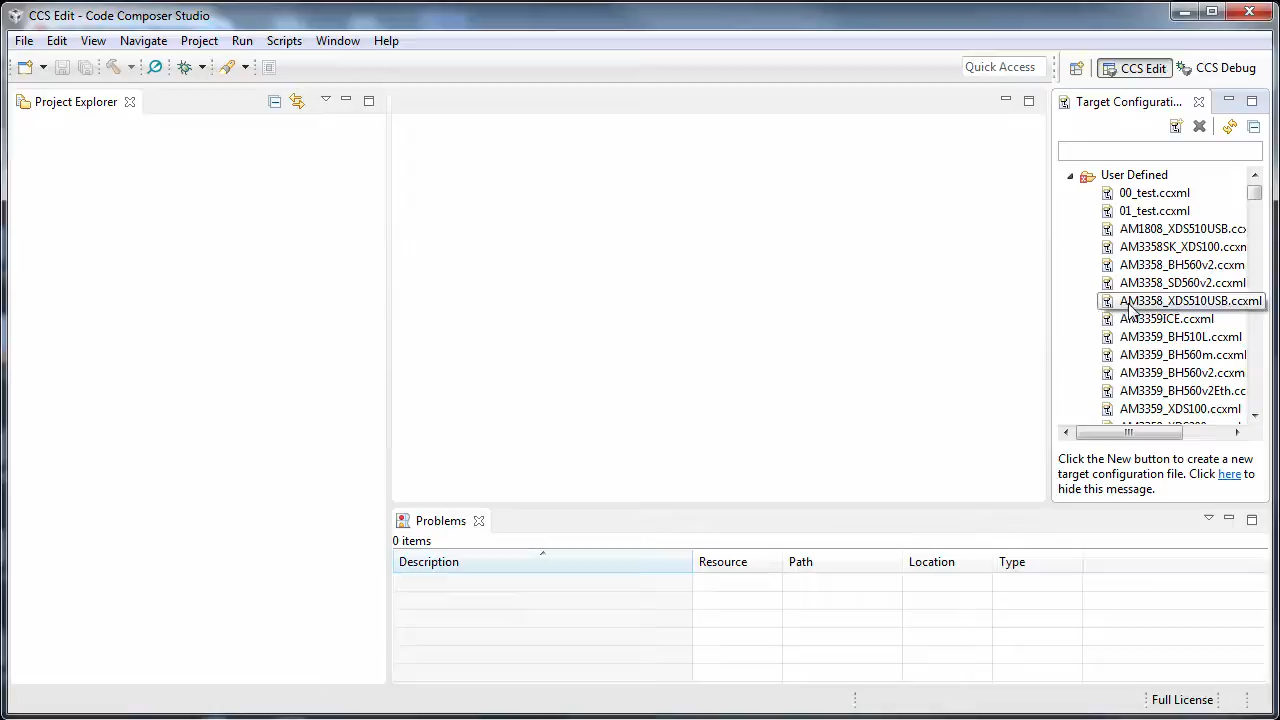 CCS Edit - Code Composer Studio
File Edit View Navigate Project Run Scripts Window Help
Quick Access CCS Edit CCS Debug
Project Explorer
Target Configurati...
User Defined
00_test.ccxml
01_test.ccxml
AM1808_XDS510USB.ccx
AM3358SK_XDS100.ccxm
AM3358_BH560v2.ccxm
AM3358_SD560v2.ccxml
AM3358_XDS510USB.ccxml
AM3359ICE.ccxml
AM3359_BH510L.ccxml
AM3359_BH560m.ccxml
AM3359_BH560v2.ccxm
AM3359_BH560v2Eth.cc
AM3359_XDS100.ccxml
Click the New button to create a new
target configuration file. Click here to
hide this message.
Problems
0 items
Description Resource Path Location Type
Full License